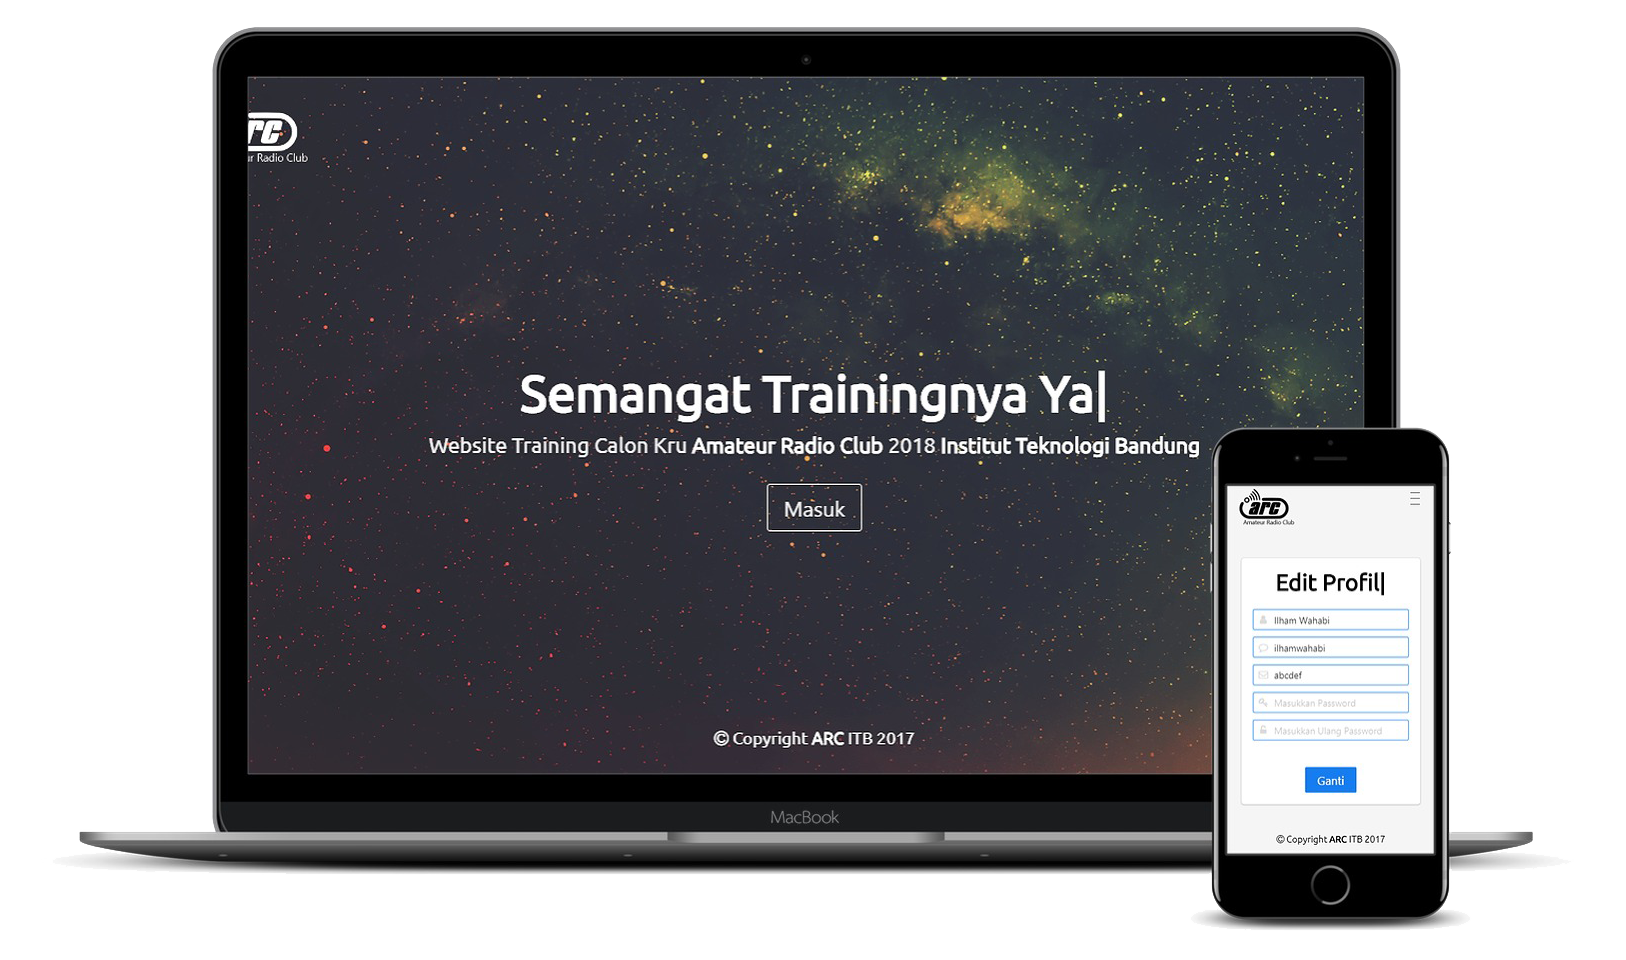 rc
ur Radio Club
Semangat Trainingnya Ya|
Website Training Calon Kru Amateur Radio Club 2018 Institut Teknologi Bandung
Masuk
© Copyright ARC ITB 2017
MacBook
arc
Amateur Radio Club
Edit Profil|
Ilham Wahabi
ilhamwahabi
abcdef
Masukkan Password
Masukkan Ulang Password
Ganti
© Copyright ARC ITB 2017